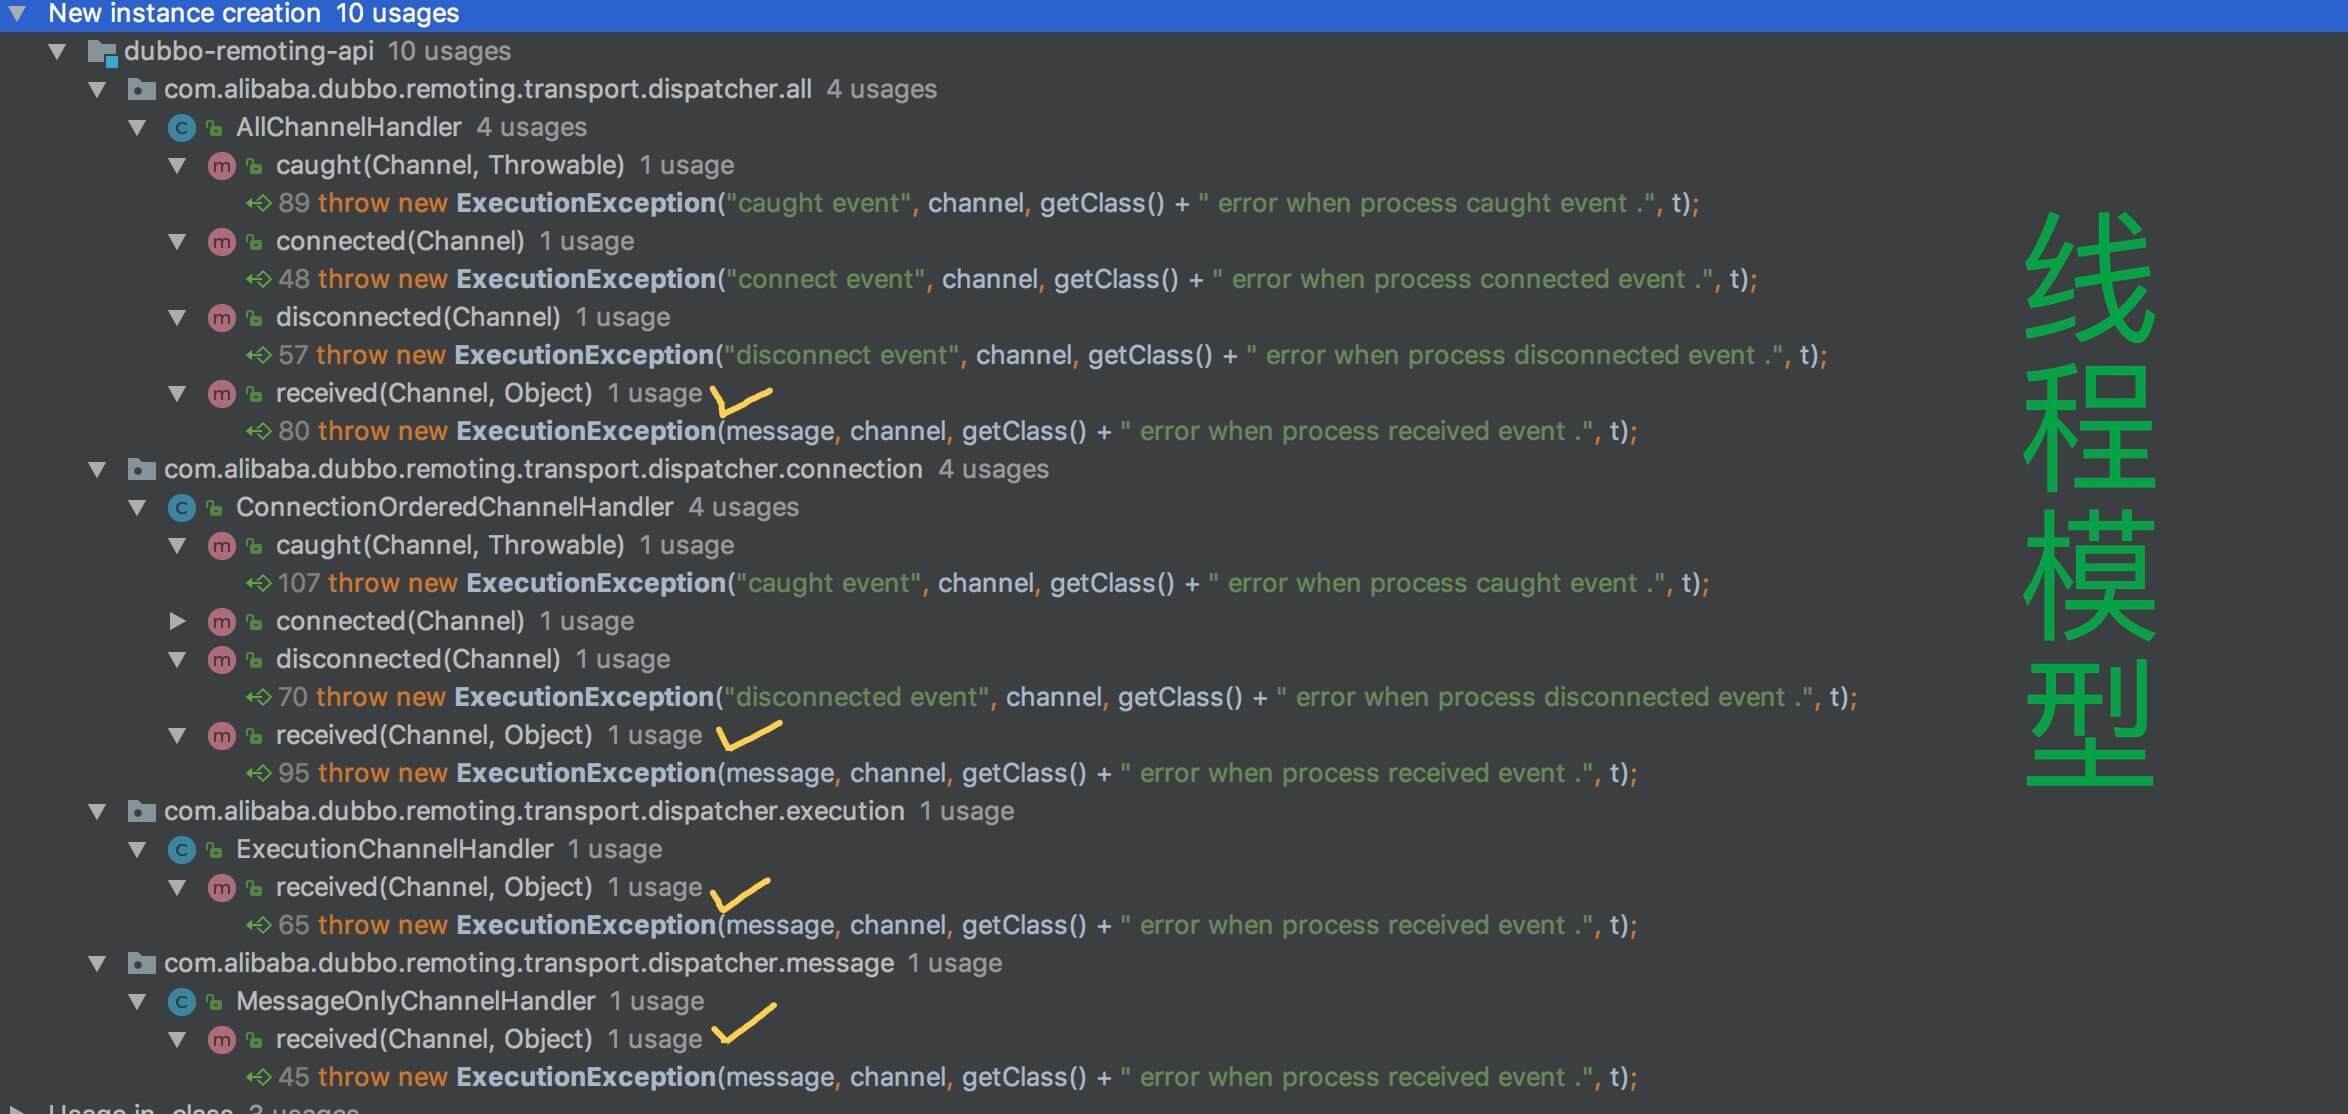 New instance creation 10 usages
dubbo-remoting-api 10 usages
com.alibaba.dubbo.remoting.transport.dispatcher.all 4 usages
AllChannelHandler 4 usages
caught(Channel, Throwable) 1 usage
89 throw new ExecutionException("caught event", channel, getClass() + " error when process caught event .", t);
connected(Channel) 1 usage
48 throw new ExecutionException("connect event", channel, getClass() + " error when process connected event .", t);
disconnected(Channel) 1 usage
57 throw new ExecutionException("disconnect event", channel, getClass() + " error when process disconnected event .", t);
received(Channel, Object) 1 usage
80 throw new ExecutionException(message, channel, getClass() + " error when process received event .", t);
com.alibaba.dubbo.remoting.transport.dispatcher.connection 4 usages
ConnectionOrderedChannelHandler 4 usages
caught(Channel, Throwable) 1 usage
107 throw new ExecutionException("caught event", channel, getClass() + " error when process caught event .", t);
connected(Channel) 1 usage
disconnected(Channel) 1 usage
70 throw new ExecutionException("disconnected event", channel, getClass() + " error when process disconnected event .", t);
received(Channel, Object) 1 usage
95 throw new ExecutionException(message, channel, getClass() + " error when process received event .", t);
com.alibaba.dubbo.remoting.transport.dispatcher.execution 1 usage
ExecutionChannelHandler 1 usage
received(Channel, Object) 1 usage
65 throw new ExecutionException(message, channel, getClass() + " error when process received event .", t);
com.alibaba.dubbo.remoting.transport.dispatcher.message 1 usage
MessageOnlyChannelHandler 1 usage
received(Channel, Object) 1 usage
45 throw new ExecutionException(message, channel, getClass() + " error when process received event .", t);
线程模型